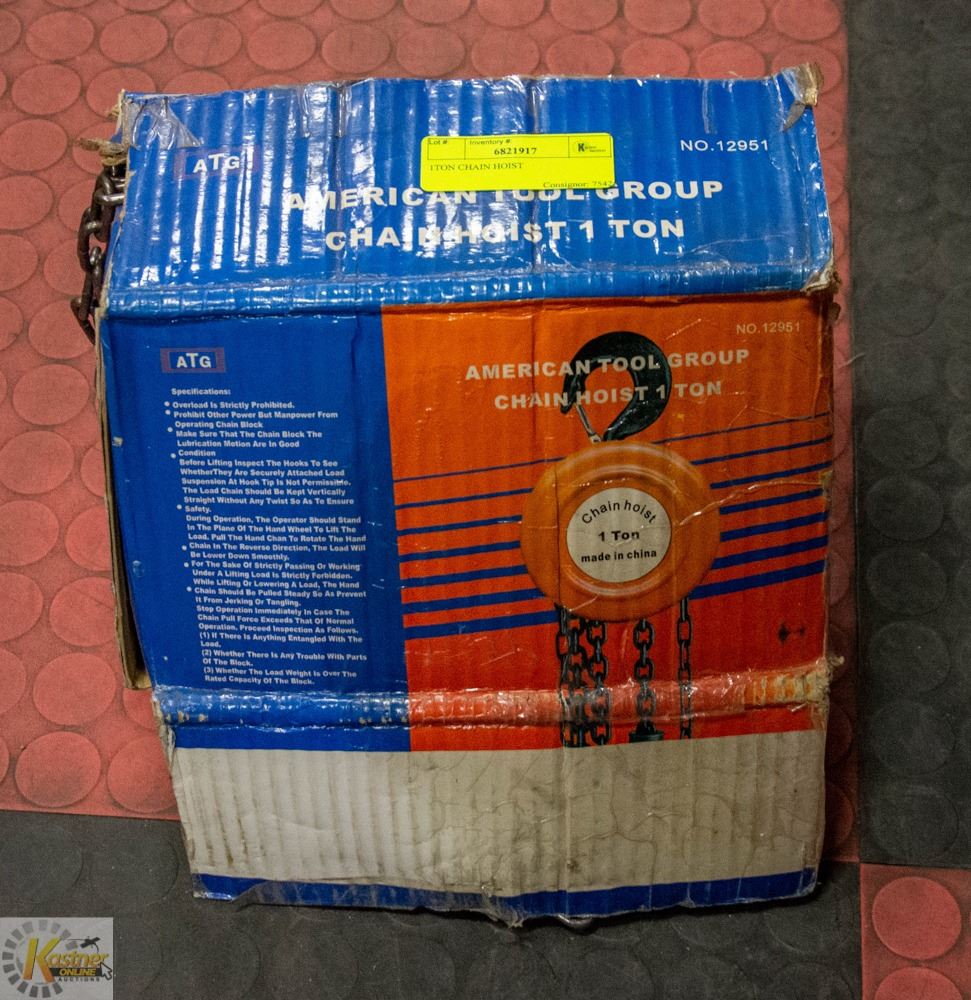 Lot #: Inventory #:
6821917
1TON CHAIN HOIST
Consignor: 7542
ATG
NO.12951
AMERICAN TOOL GROUP
CHAIN HOIST 1 TON
NO.12951
ATG
AMERICAN TOOL GROUP
CHAIN HOIST 1 TON
Specifications:
Overload Is Strictly Prohibited.
Prohibit Other Power But Manpower From
Operating Chain Block
Make Sure That The Chain Block The
Lubrication Motion Are In Good
Condition
Before Lifting Inspect The Hooks To See
WhetherThey Are Securely Attached Load
Suspension At Hook Tip Is Not Permissible.
The Load Chain Should Be Kept Vertically
Straight Without Any Twist So As To Ensure
Safety.
During Operation, The Operator Should Stand
In The Plane Of The Hand Wheel To Lift The
Load. Pull The Hand Chan To Rotate The Hand
Chain In The Reverse Direction, The Load Will
Be Lower Down Smoothly.
For The Sake Of Strictly Passing Or Working
Under A Lifting Load Is Strictly Forbidden.
While Lifting Or Lowering A Load, The Hand
Chain Should Be Pulled Steady So As Prevent
It From Jerking Or Tangling.
Stop Operation Immediately In Case The
Chain Pull Force Exceeds That Of Normal
Operation. Proceed Inspection As Follows.
(1) If There Is Anything Entangled With The
Load.
(2) Whether There Is Any Trouble With Parts
Of The Block.
(3) Whether The Load Weight Is Over The
Rated Capacity Of The Block.
Chain hoist
1 Ton
made in china
Kastner
ONLINE
AUCTIONS